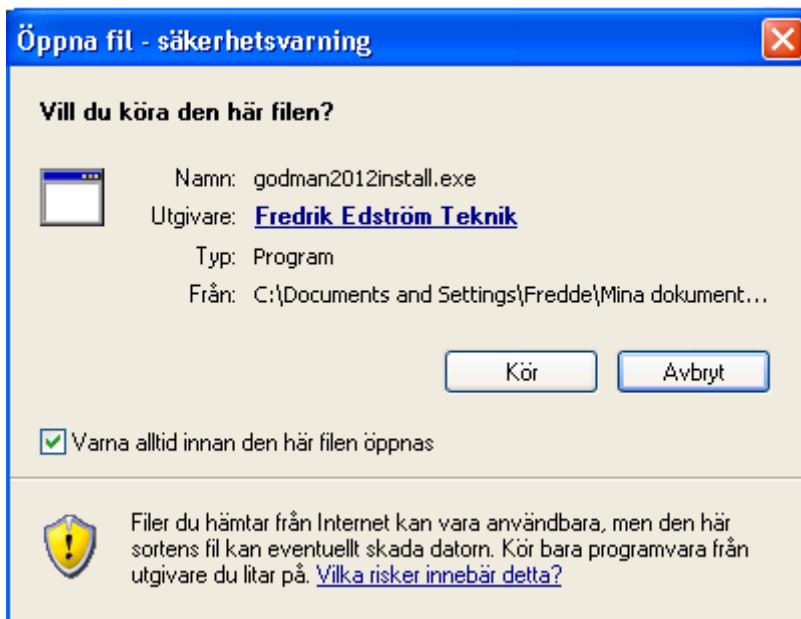 Öppna fil - säkerhetsvarning
Vill du köra den här filen?
Namn: godman2012install.exe
Utgivare: Fredrik Edström Teknik
Typ: Program
Från: C:\Documents and Settings\Fredde\Mina dokument...
Kör
Avbryt
Varna alltid innan den här filen öppnas
Filer du hämtar från Internet kan vara användbara, men den här
sortens fil kan eventuellt skada datorn. Kör bara programvara från
utgivare du litar på. Vilka risker innebär detta?